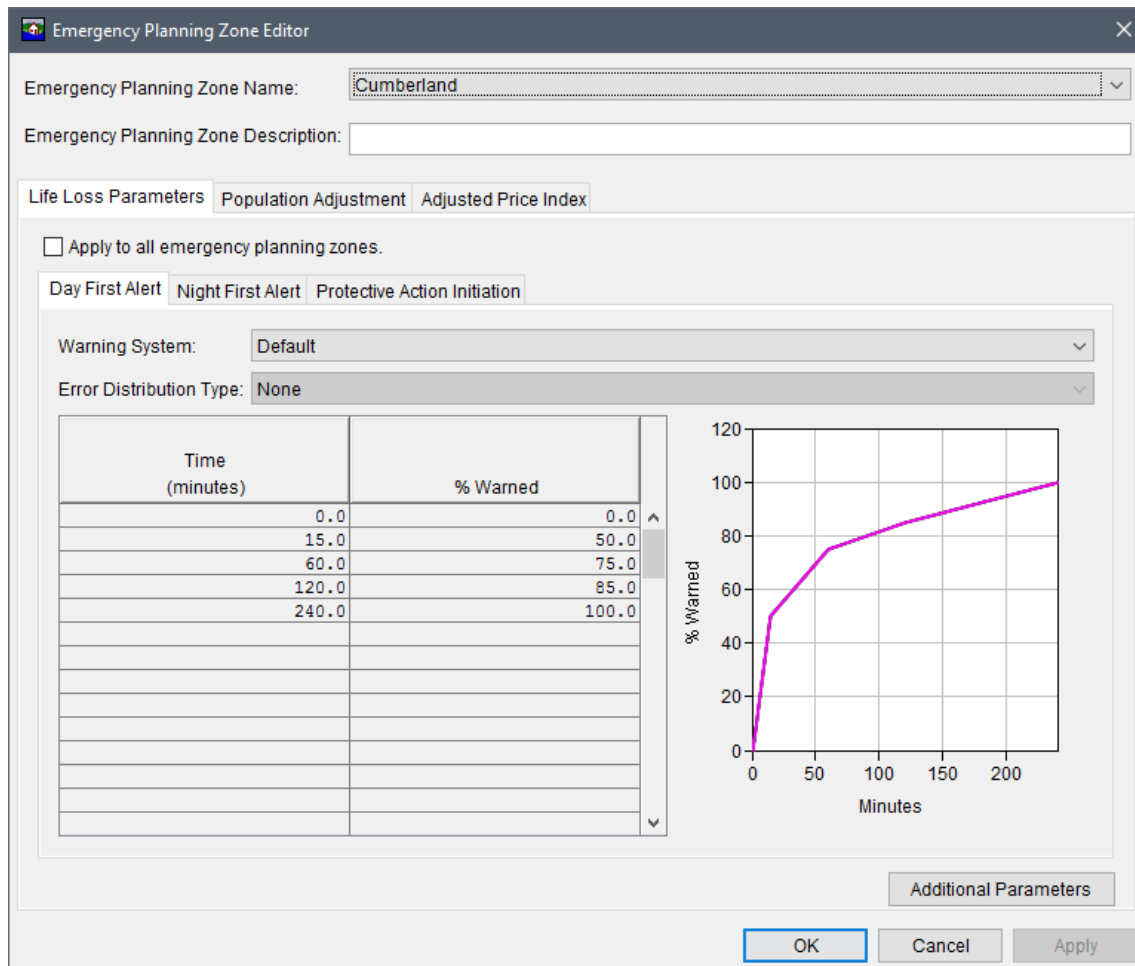 Emergency Planning Zone Editor
Emergency Planning Zone Name: Cumberland
Emergency Planning Zone Description:
Life Loss Parameters Population Adjustment Adjusted Price Index
Apply to all emergency planning zones.
Day First Alert Night First Alert Protective Action Initiation
Warning System: Default
Error Distribution Type: None
Time
(minutes) % Warned
0.0 0.0
15.0 50.0
60.0 75.0
120.0 85.0
240.0 100.0
120
100
80
60
40
20
0
% Warned
0 50 100 150 200
Minutes
Additional Parameters
OK Cancel Apply